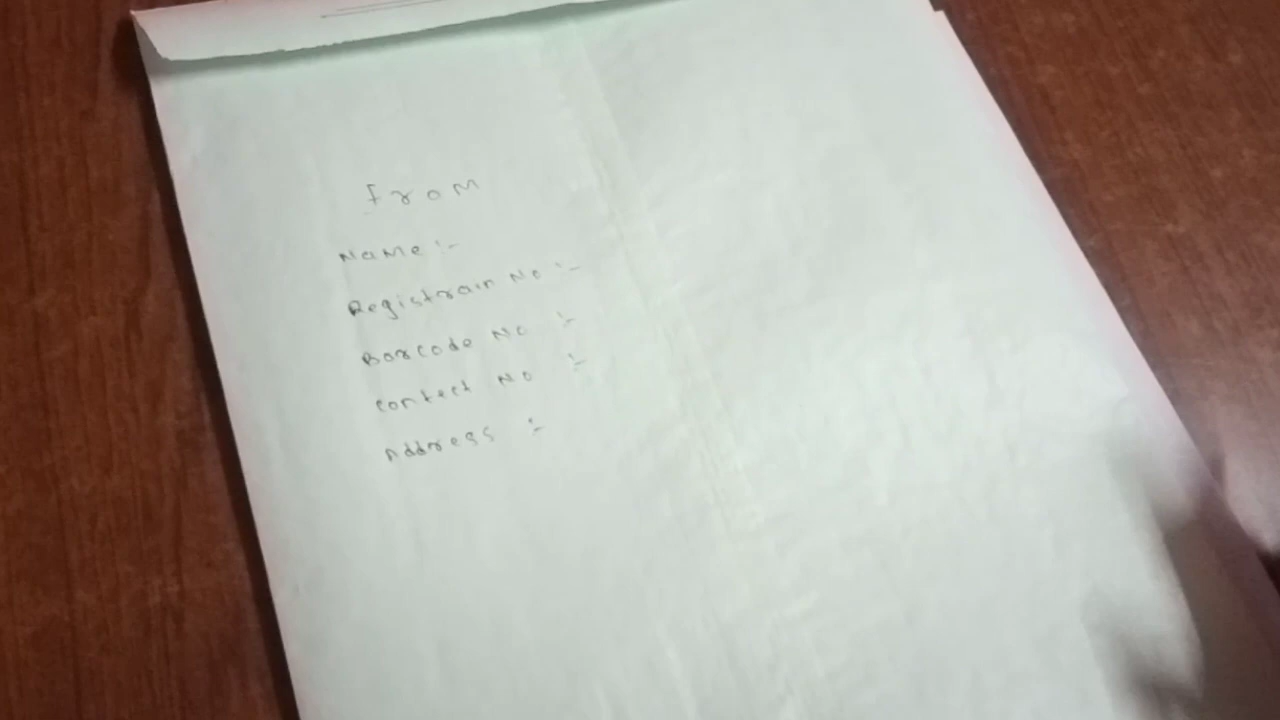 From
Name :-
Registrain No :-
Barcode No :-
contect No :-
Address :-